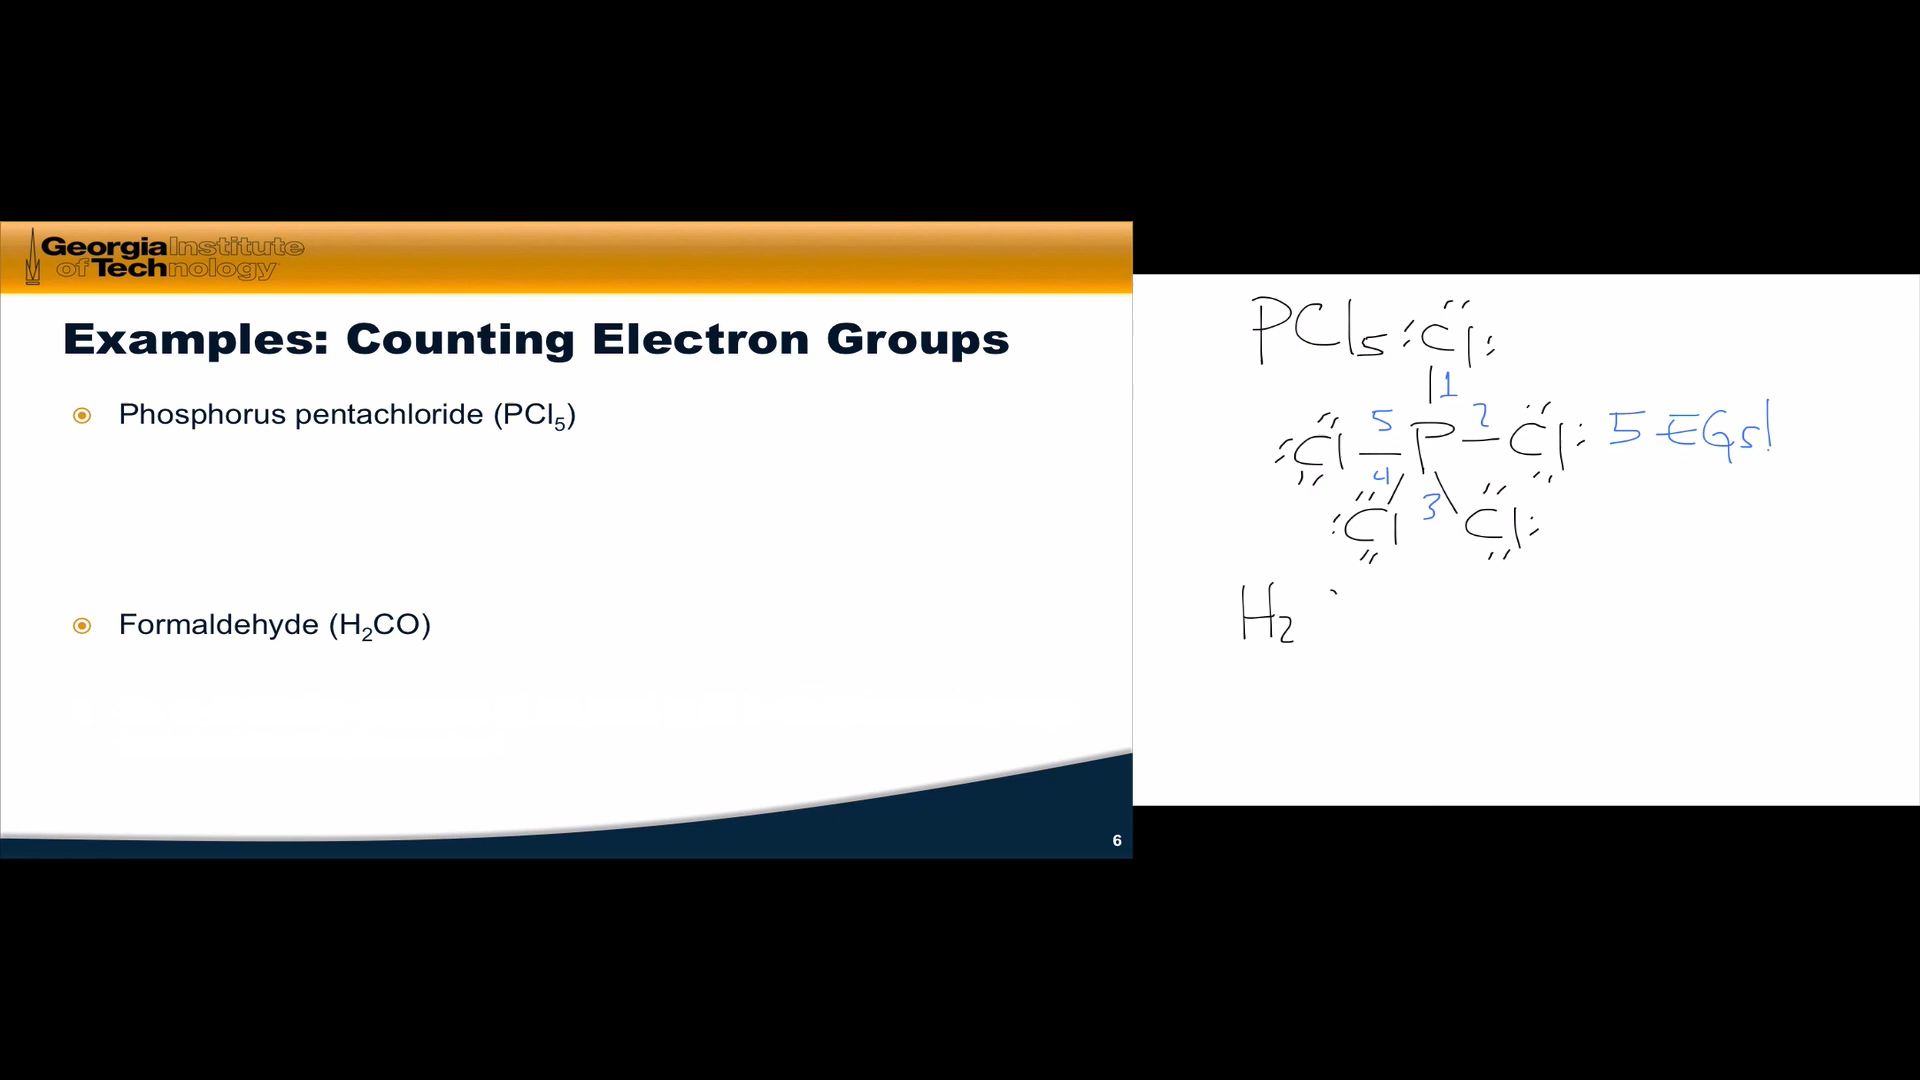 Georgia Institute
of Technology
Examples: Counting Electron Groups
Phosphorus pentachloride (PCl₅)
Formaldehyde (H₂CO)
6
PCl₅ :Cl:
1
5 2
:Cl — P — Cl: 5 EGs!
4 3
:Cl Cl:
H₂